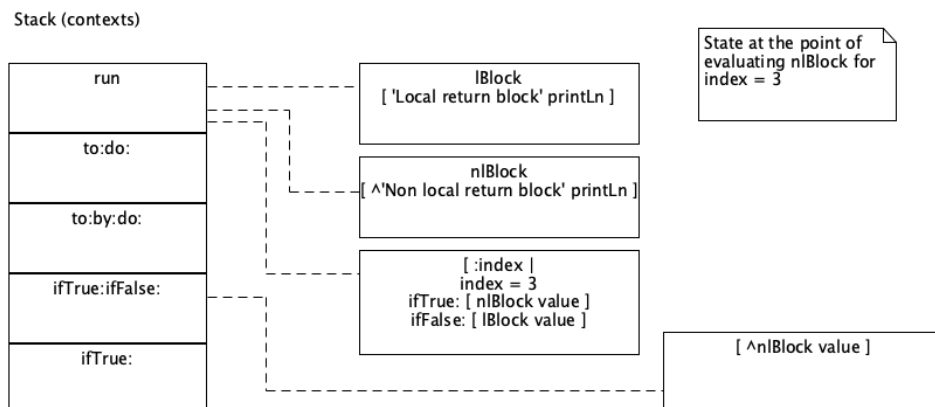 Stack (contexts)
run
to:do:
to:by:do:
ifTrue:ifFalse:
ifTrue:
lBlock
[ 'Local return block' printLn ]
nlBlock
[ ^'Non local return block' printLn ]
[ :index |
index = 3
ifTrue: [ nlBlock value ]
ifFalse: [ lBlock value ]
[ ^nlBlock value ]
State at the point of
evaluating nlBlock for
index = 3